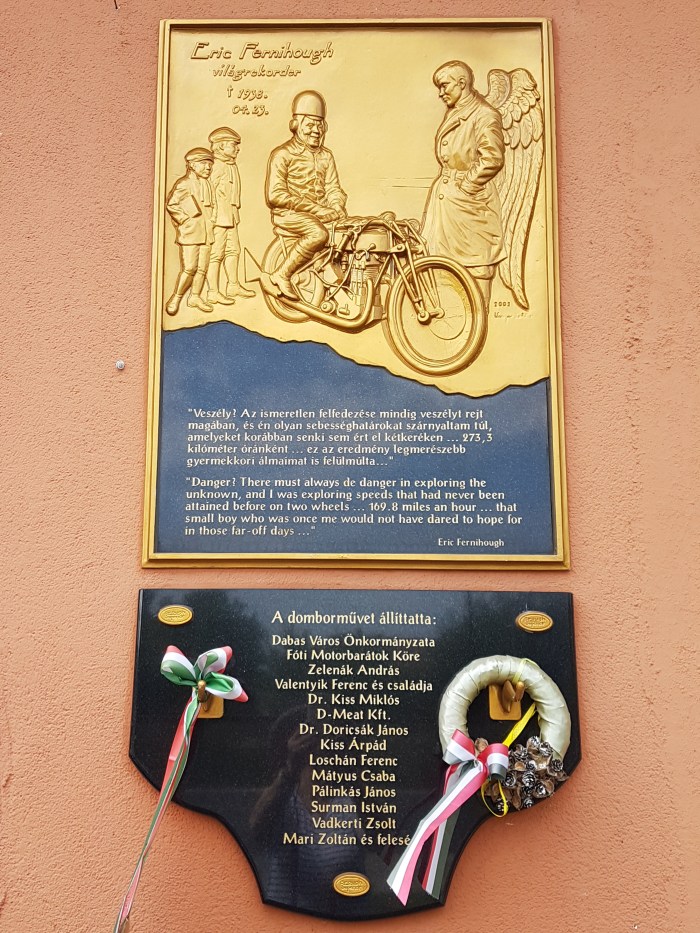 Eric Fernihough
világrekorder
† 1938.
04. 23.
"Veszély? Az ismeretlen felfedezése mindig veszélyt rejt
magában, és én olyan sebességhatárokat szárnyaltam túl,
amelyeket korábban senki sem ért el kétkeréken ... 273,3
kilométer óránként ... ez az eredmény legmerészebb
gyermekkori álmaimat is felülmúlta..."
"Danger? There must always de danger in exploring the
unknown, and I was exploring speeds that had never been
attained before on two wheels ... 169.8 miles an hour ... that
small boy who was once me would not have dared to hope for
in those far-off days ..."
Eric Fernihough
A domborművet állíttatta:
Dabas Város Önkormányzata
Fóti Motorbarátok Köre
Zelenák András
Valentyik Ferenc és családja
Dr. Kiss Miklós
D-Meat Kft.
Dr. Doricsák János
Kiss Árpád
Loschán Ferenc
Mátyus Csaba
Pálinkás János
Surman István
Vadkerti Zsolt
Mari Zoltán és felesé